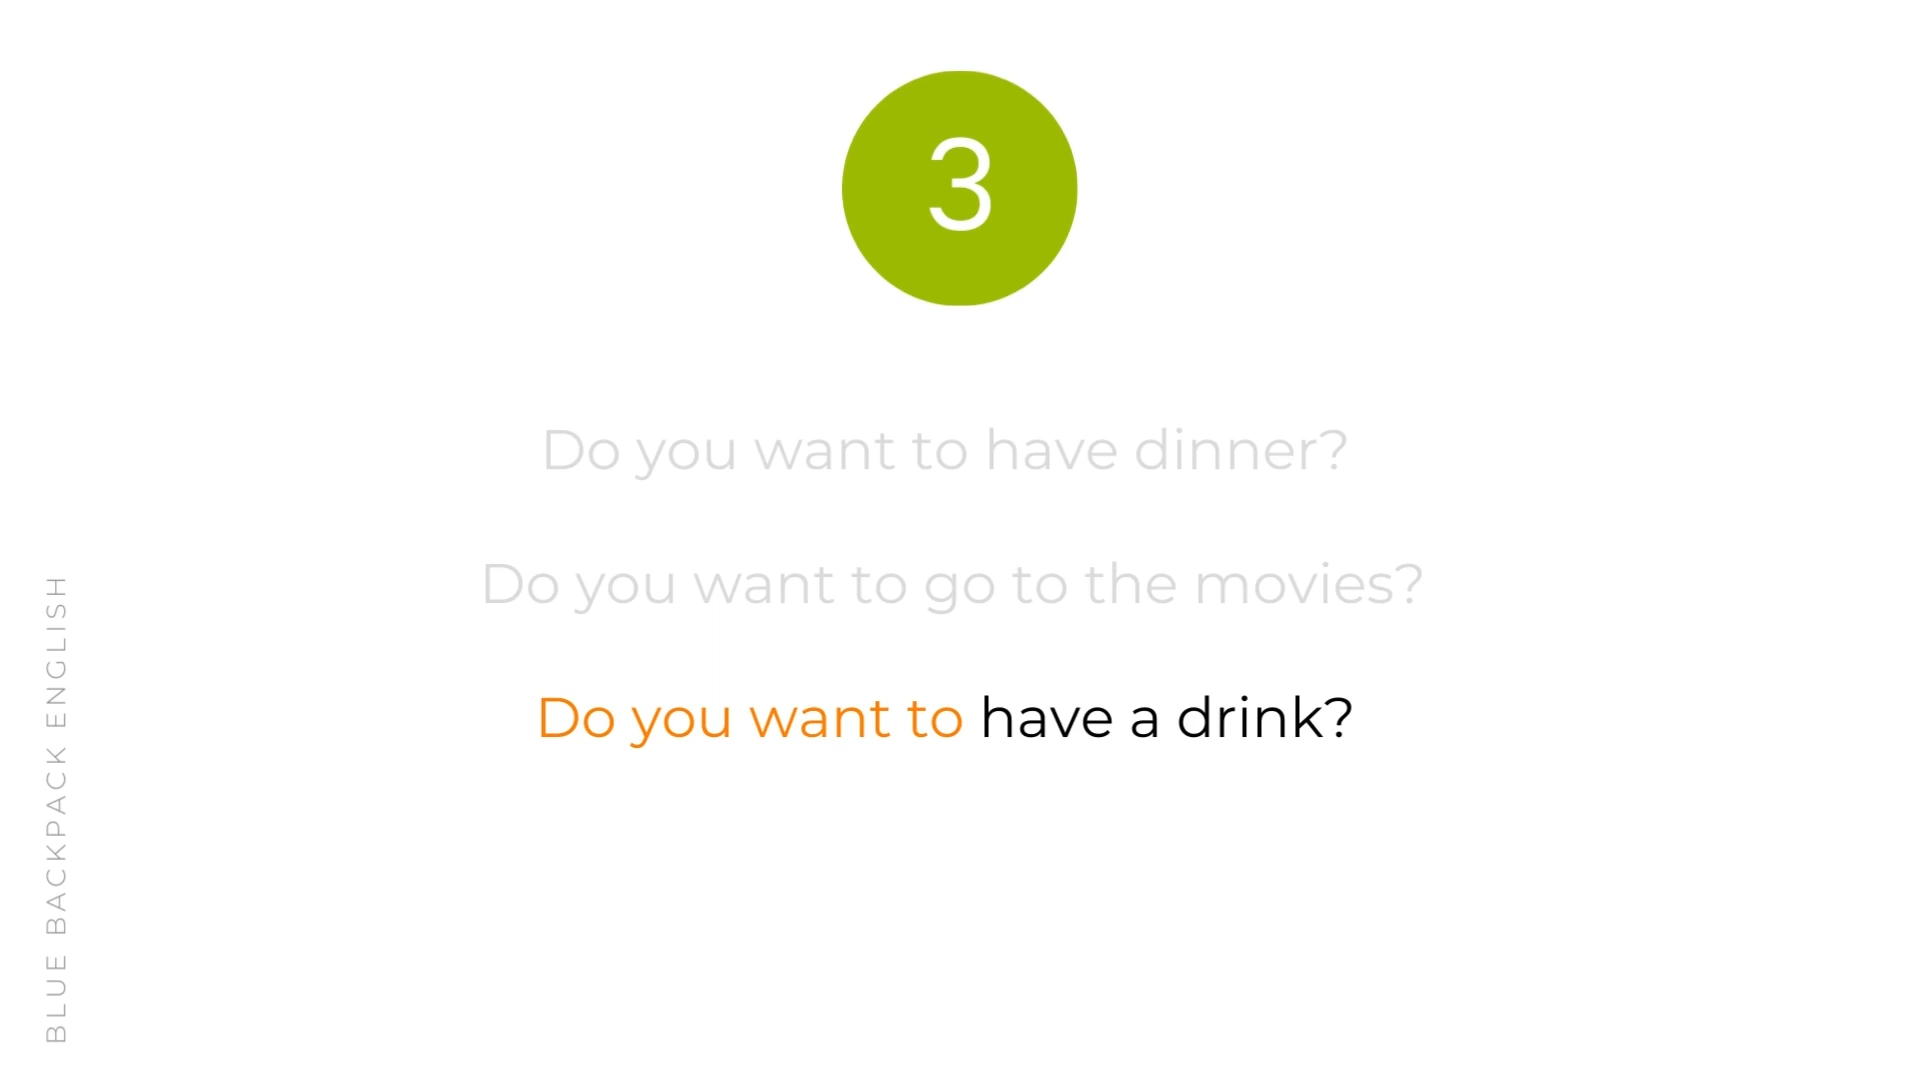 3
Do you want to have dinner?
Do you want to go to the movies?
Do you want to have a drink?
BLUE BACKPACK ENGLISH